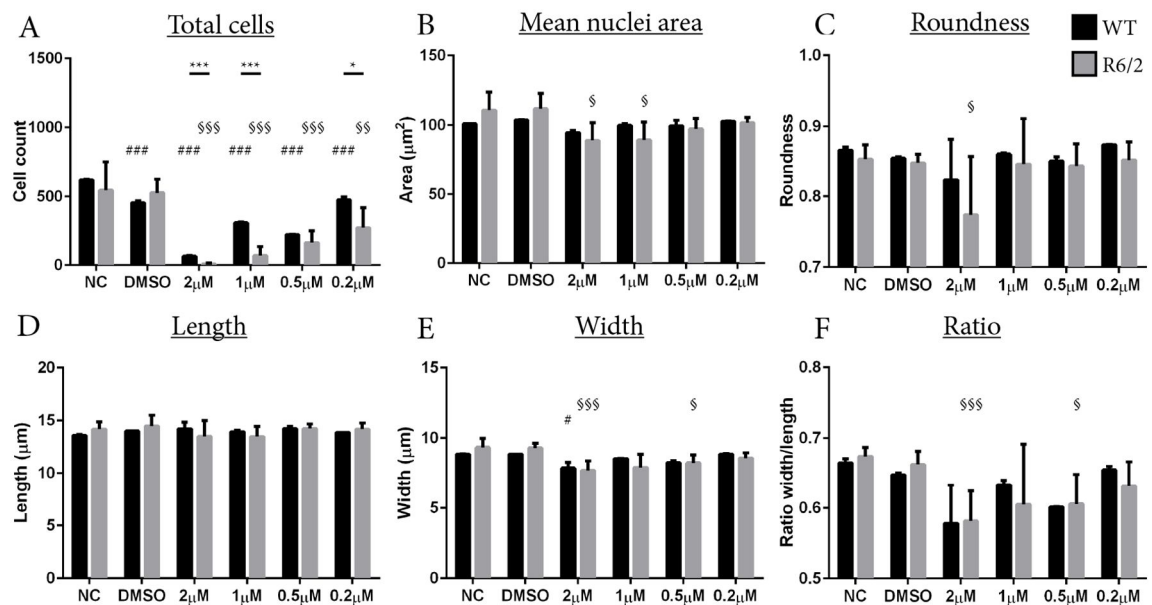 A Total cells
1500
1000
500
0
Cell count
*** *** *
§§§ §§§ §§§ §§
### ### ### ### ###
NC DMSO 2μM 1μM 0.5μM 0.2μM
B Mean nuclei area
150
100
50
0
Area (μm²)
§ §
NC DMSO 2μM 1μM 0.5μM 0.2μM
C Roundness
WT
R6/2
1.0
0.9
0.8
0.7
Roundness
§
NC DMSO 2μM 1μM 0.5μM 0.2μM
D Length
20
15
10
5
0
Length (μm)
NC DMSO 2μM 1μM 0.5μM 0.2μM
E Width
15
10
5
0
Width (μm)
# §§§ §
NC DMSO 2μM 1μM 0.5μM 0.2μM
F Ratio
0.8
0.7
0.6
0.5
Ratio width/length
§§§ §
NC DMSO 2μM 1μM 0.5μM 0.2μM